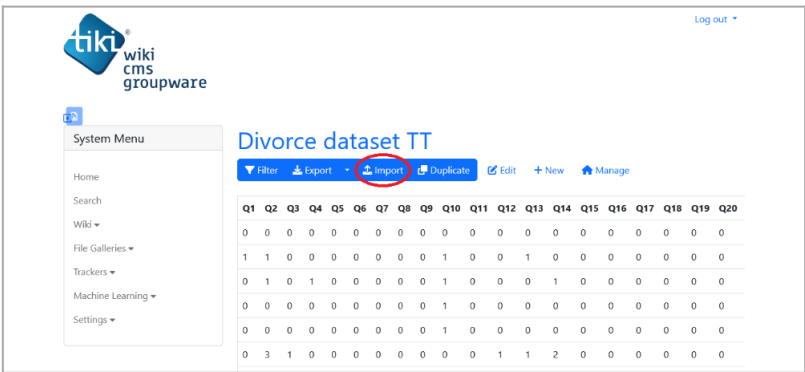 Log out
tiki
wiki
cms
groupware
System Menu
Home
Search
Wiki
File Galleries
Trackers
Machine Learning
Settings
Divorce dataset TT
Filter Export Import Duplicate Edit New Manage
Q1 Q2 Q3 Q4 Q5 Q6 Q7 Q8 Q9 Q10 Q11 Q12 Q13 Q14 Q15 Q16 Q17 Q18 Q19 Q20
0 0 0 0 0 0 0 0 0 0 0 0 0 0 0 0 0 0 0 0
1 1 0 0 0 0 0 0 0 1 0 0 1 0 0 0 0 0 0 0
0 1 0 1 0 0 0 0 0 1 0 0 0 1 0 0 0 0 0 0
0 0 0 0 0 0 0 0 0 1 0 0 0 0 0 0 0 0 0 0
0 0 0 0 0 0 0 0 0 1 0 0 0 0 0 0 0 0 0 0
0 3 1 0 0 0 0 0 0 0 0 1 1 2 0 0 0 0 0 0